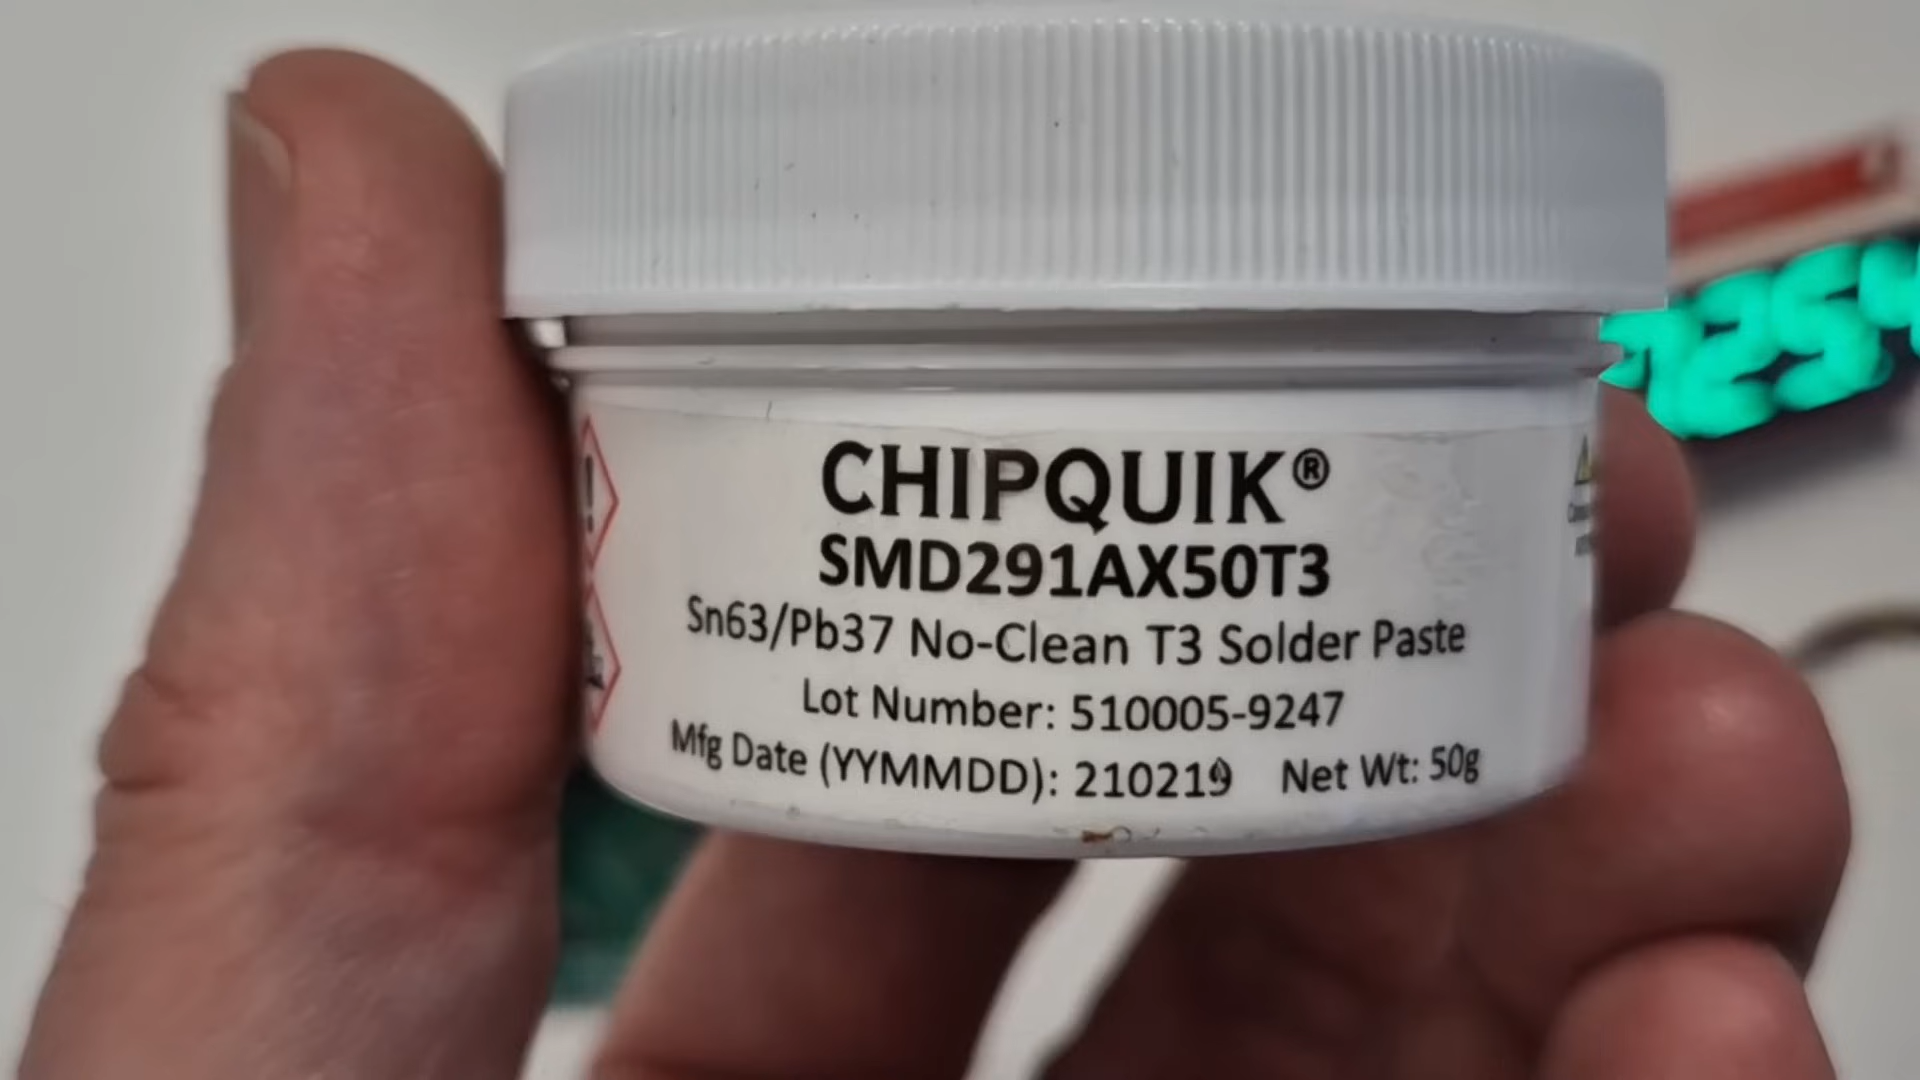 CHIPQUIK®
SMD291AX50T3
Sn63/Pb37 No-Clean T3 Solder Paste
Lot Number: 510005-9247
Mfg Date (YYMMDD): 210219 Net Wt: 50g